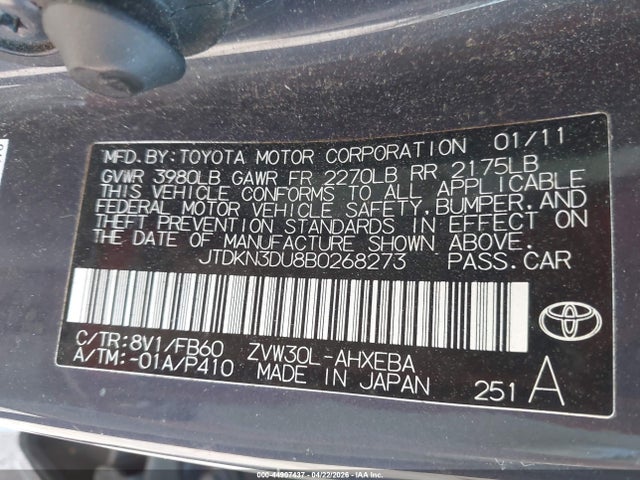 MFD.BY:TOYOTA MOTOR CORPORATION 01/11
GVWR 3980LB GAWR FR 2270LB RR 2175LB
THIS VEHICLE CONFORMS TO ALL APPLICABLE
FEDERAL MOTOR VEHICLE SAFETY,BUMPER,AND
THEFT PREVENTION STANDARDS IN EFFECT ON
THE DATE OF MANUFACTURE SHOWN ABOVE.
JTDKN3DU8B0268273 PASS.CAR
C/TR:8V1/FB60 ZVW30L-AHXEBA
A/TM:-01A/P410 MADE IN JAPAN
251 A
© IAA, Inc. -000-44997437 - 04/22/2026 - © IAA, Inc.